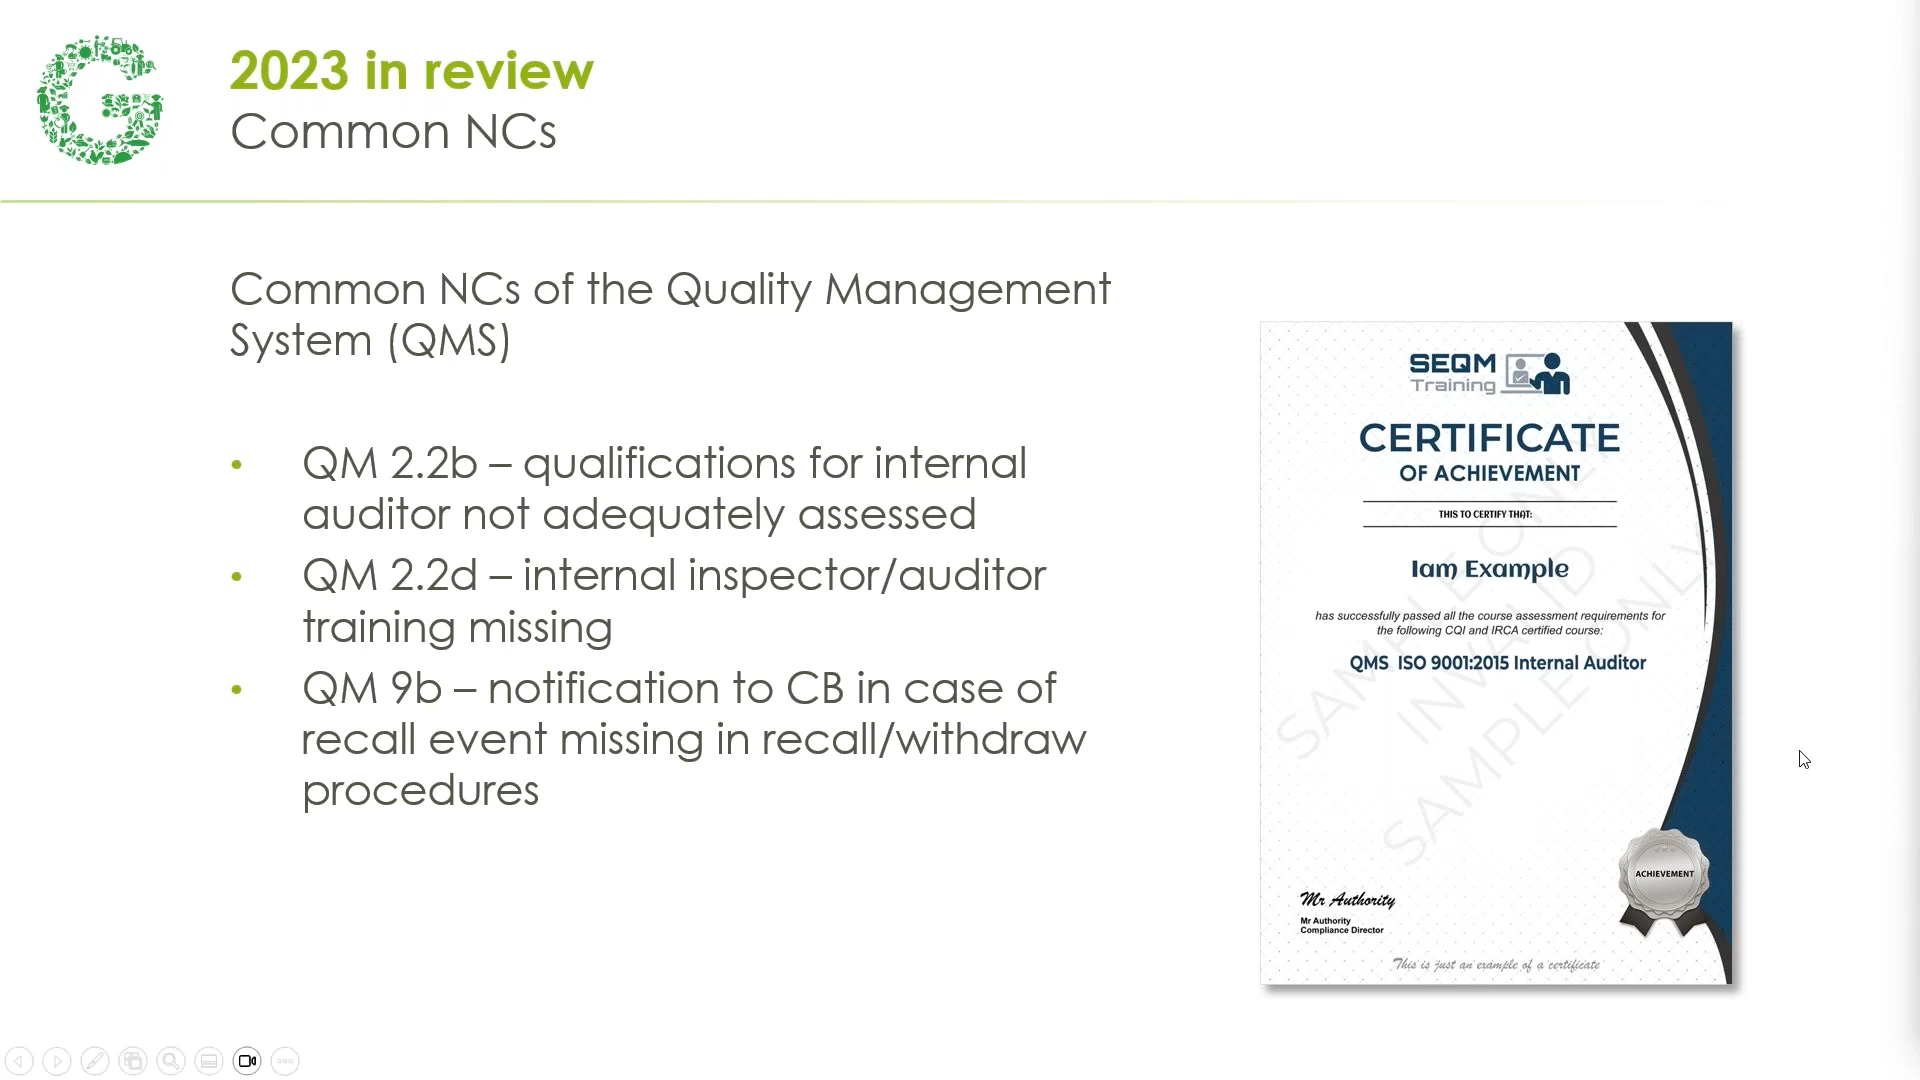 2023 in review
Common NCs
Common NCs of the Quality Management
System (QMS)
• QM 2.2b – qualifications for internal
auditor not adequately assessed
• QM 2.2d – internal inspector/auditor
training missing
• QM 9b – notification to CB in case of
recall event missing in recall/withdraw
procedures
SEQM
Training
CERTIFICATE
OF ACHIEVEMENT
THIS TO CERTIFY THAT:
Iam Example
has successfully passed all the course assessment requirements for
the following CQI and IRCA certified course:
QMS ISO 9001:2015 Internal Auditor
SAMPLE ONLY
INVALID
SAMPLE ONLY
ACHIEVEMENT
Mr Authority
Mr Authority
Compliance Director
This is just an example of a certificate